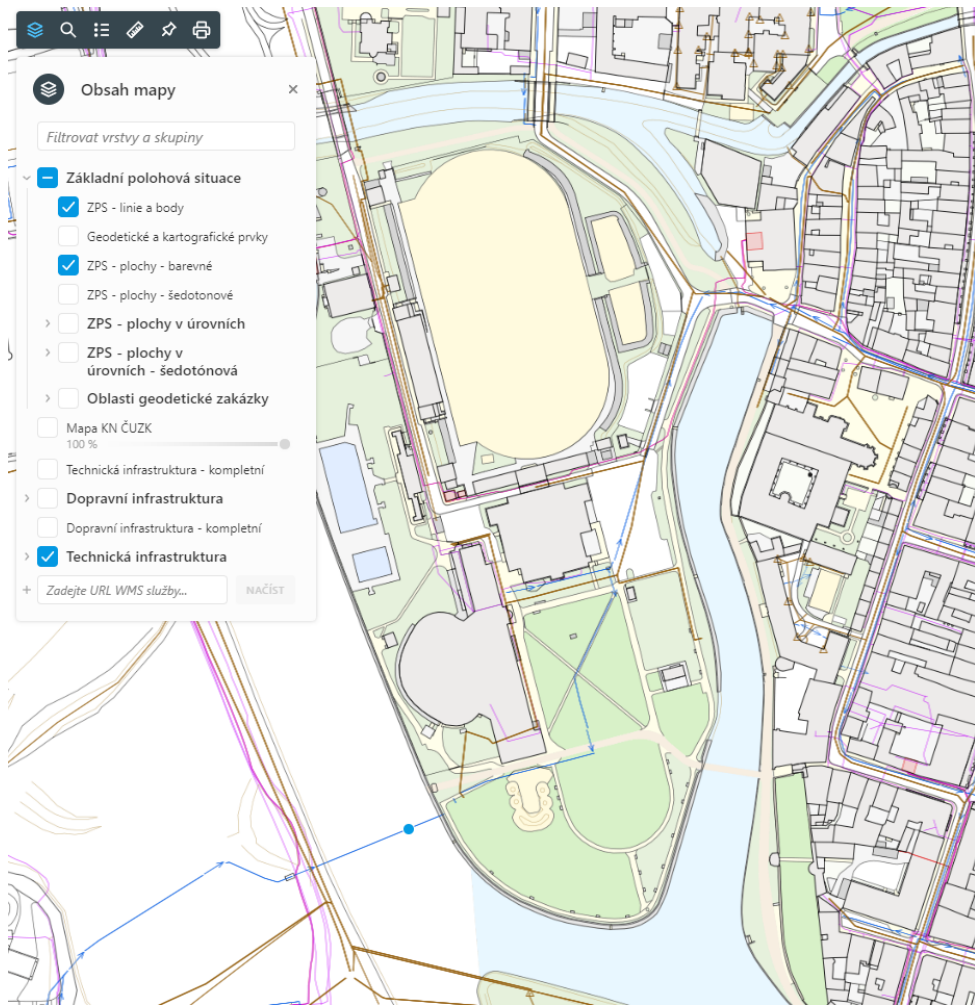 Obsah mapy
Filtrovat vrstvy a skupiny
Základní polohová situace
ZPS - linie a body
Geodetické a kartografické prvky
ZPS - plochy - barevné
ZPS - plochy - šedotonové
ZPS - plochy v úrovních
ZPS - plochy v
úrovních - šedotónová
Oblasti geodetické zakázky
Mapa KN ČUZK
100 %
Technická infrastruktura - kompletní
Dopravní infrastruktura
Dopravní infrastruktura - kompletní
Technická infrastruktura
Zadejte URL WMS služby...
NAČÍST